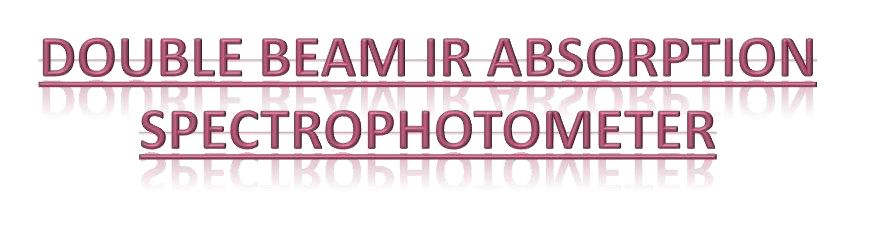 DOUBLE BEAM IR ABSORPTION
SPECTROPHOTOMETER